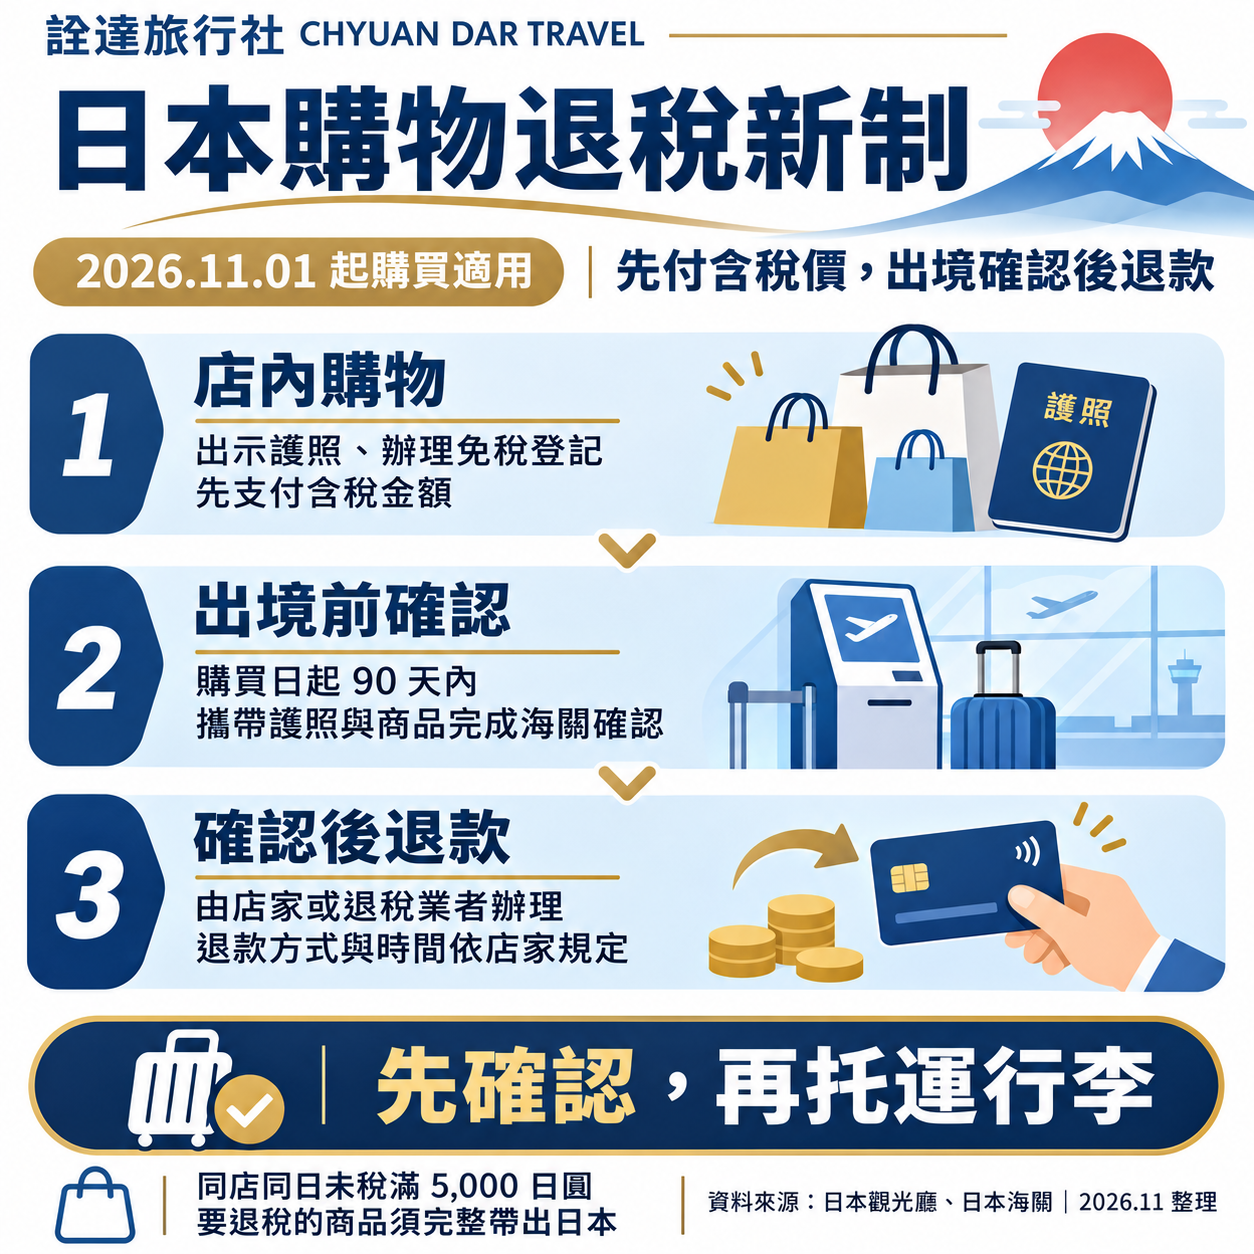 詮達旅行社 CHYUAN DAR TRAVEL
日本購物退稅新制
2026.11.01 起購買適用
先付含稅價，出境確認後退款
1
店內購物
出示護照、辦理免稅登記
先支付含稅金額
護照
2
出境前確認
購買日起 90 天內
攜帶護照與商品完成海關確認
3
確認後退款
由店家或退稅業者辦理
退款方式與時間依店家規定
先確認，再托運行李
同店同日未稅滿 5,000 日圓
要退稅的商品須完整帶出日本
資料來源：日本觀光廳、日本海關｜2026.11 整理